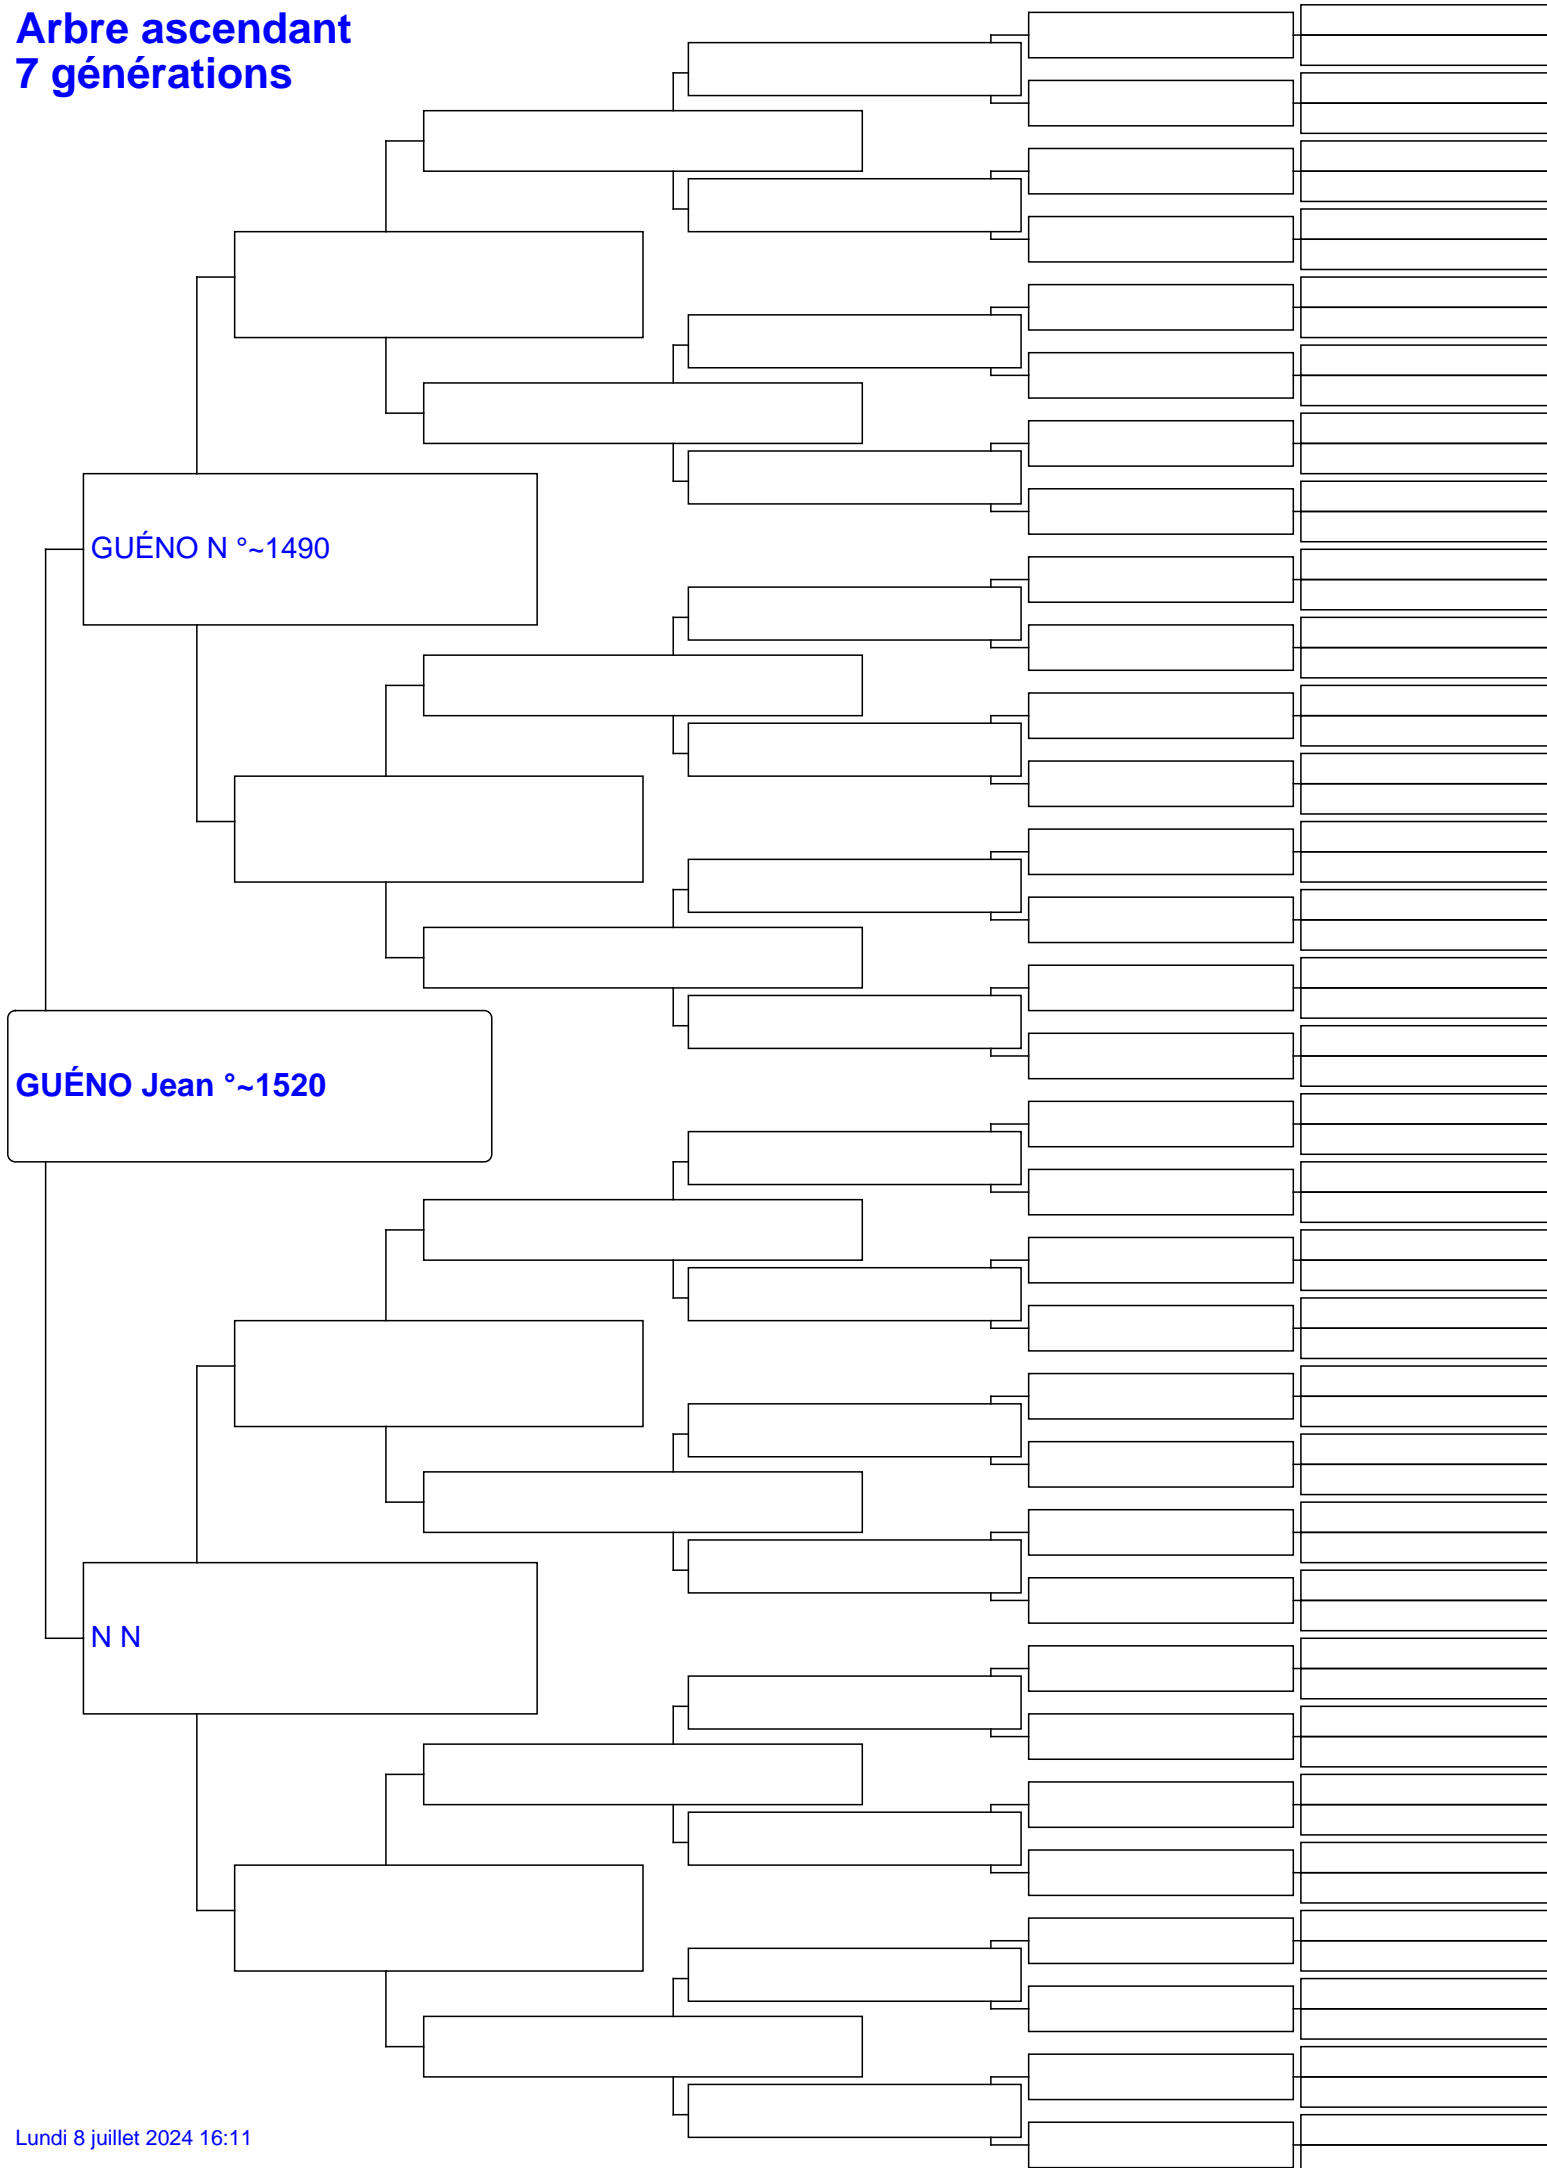 Arbre ascendant
7 générations
GUÉNO N °~1490
GUÉNO Jean °~1520
N N
Lundi 8 juillet 2024 16:11